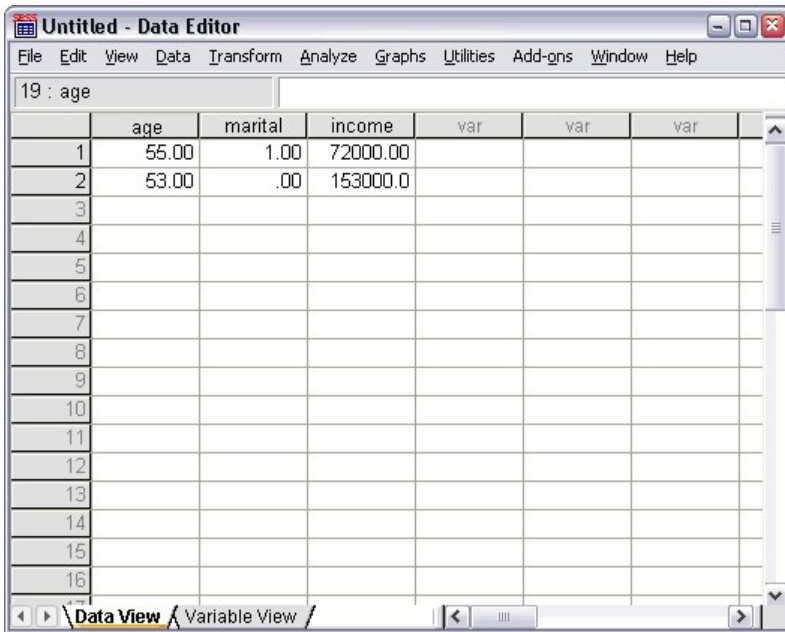 Untitled - Data Editor
File Edit View Data Transform Analyze Graphs Utilities Add-ons Window Help
19 : age
age marital income var var var
1 55.00 1.00 72000.00
2 53.00 .00 153000.0
3
4
5
6
7
8
9
10
11
12
13
14
15
16
17
Data View Variable View